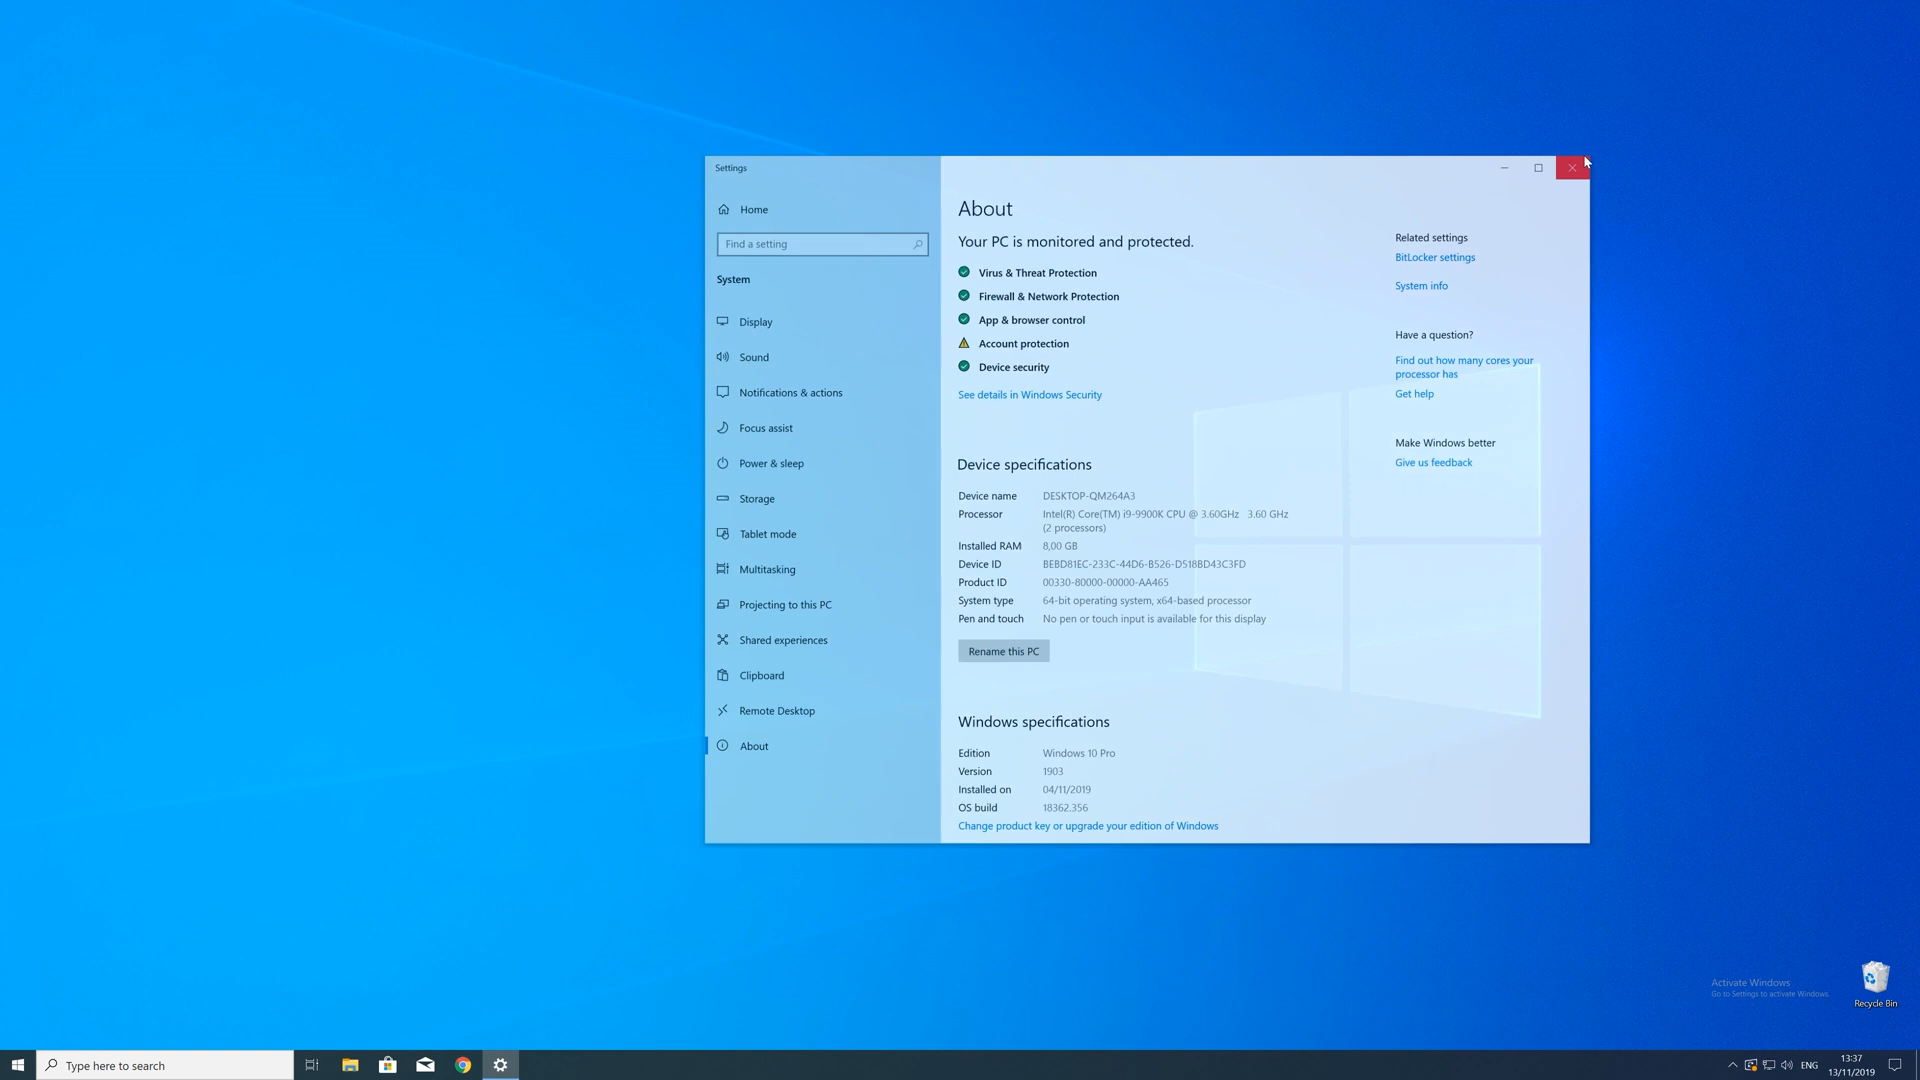 Settings
Home
Find a setting
System
Display
Sound
Notifications & actions
Focus assist
Power & sleep
Storage
Tablet mode
Multitasking
Projecting to this PC
Shared experiences
Clipboard
Remote Desktop
About
About
Your PC is monitored and protected.
Virus & Threat Protection
Firewall & Network Protection
App & browser control
Account protection
Device security
See details in Windows Security
Device specifications
Device name DESKTOP-QM264A3
Processor Intel(R) Core(TM) i9-9900K CPU @ 3.60GHz 3.60 GHz
(2 processors)
Installed RAM 8,00 GB
Device ID BEBD81EC-233C-44D6-B526-D518BD43C3FD
Product ID 00330-80000-00000-AA465
System type 64-bit operating system, x64-based processor
Pen and touch No pen or touch input is available for this display
Rename this PC
Windows specifications
Edition Windows 10 Pro
Version 1903
Installed on 04/11/2019
OS build 18362.356
Change product key or upgrade your edition of Windows
Related settings
BitLocker settings
System info
Have a question?
Find out how many cores your
processor has
Get help
Make Windows better
Give us feedback
Activate Windows
Go to Settings to activate Windows.
Recycle Bin
Type here to search
ENG
13:37
13/11/2019